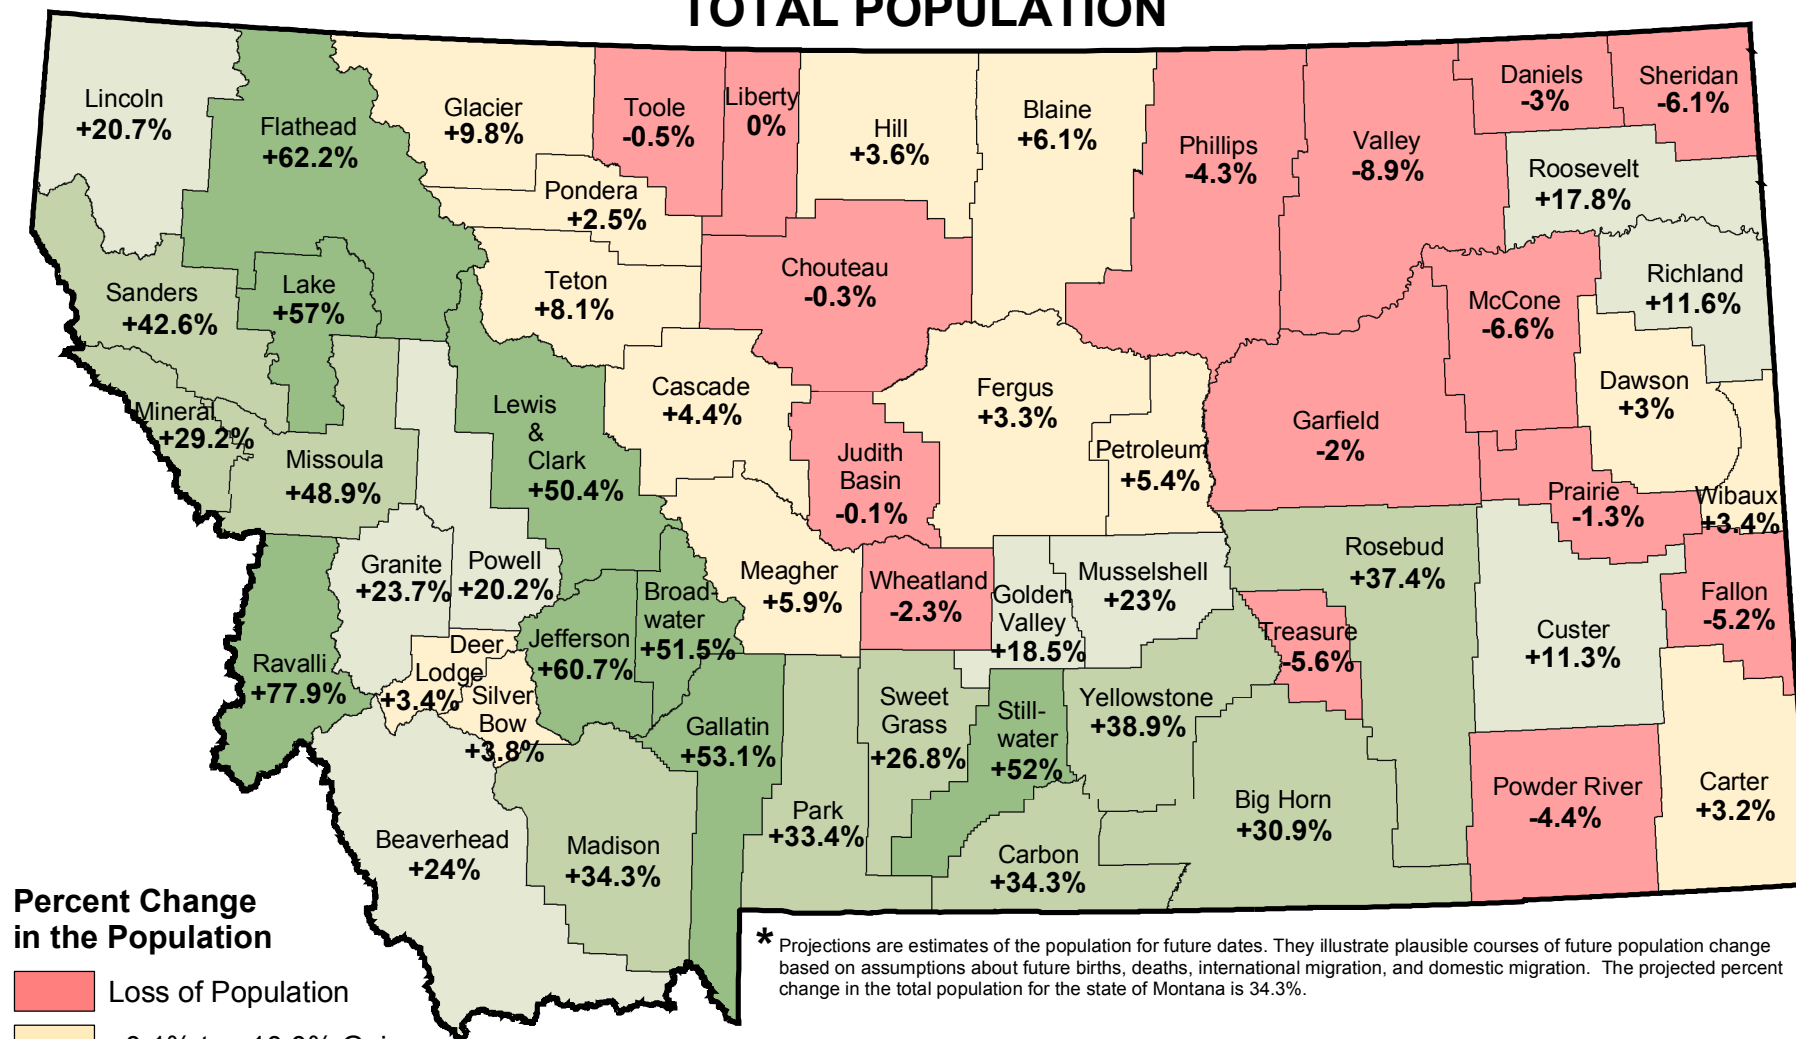 TOTAL POPULATION
Lincoln
+20.7%
Flathead
+62.2%
Glacier
+9.8%
Toole
-0.5%
Liberty
0%
Hill
+3.6%
Blaine
+6.1%
Phillips
-4.3%
Valley
-8.9%
Daniels
-3%
Sheridan
-6.1%
Roosevelt
+17.8%
Pondera
+2.5%
Sanders
+42.6%
Lake
+57%
Teton
+8.1%
Chouteau
-0.3%
McCone
-6.6%
Richland
+11.6%
Mineral
+29.2%
Missoula
+48.9%
Lewis
&
Clark
+50.4%
Cascade
+4.4%
Judith
Basin
-0.1%
Fergus
+3.3%
Petroleum
+5.4%
Garfield
-2%
Dawson
+3%
Prairie
-1.3%
Wibaux
+3.4%
Granite
+23.7%
Powell
+20.2%
Meagher
+5.9%
Wheatland
-2.3%
Golden
Valley
+18.5%
Musselshell
+23%
Rosebud
+37.4%
Treasure
-5.6%
Custer
+11.3%
Fallon
-5.2%
Ravalli
+77.9%
Deer
Lodge
+3.4%
Silver
Bow
+3.8%
Jefferson
+60.7%
Broad-
water
+51.5%
Gallatin
+53.1%
Sweet
Grass
+26.8%
Still-
water
+52%
Yellowstone
+38.9%
Beaverhead
+24%
Madison
+34.3%
Park
+33.4%
Carbon
+34.3%
Big Horn
+30.9%
Powder River
-4.4%
Carter
+3.2%
Percent Change
in the Population
Loss of Population
* Projections are estimates of the population for future dates. They illustrate plausible courses of future population change
based on assumptions about future births, deaths, international migration, and domestic migration. The projected percent
change in the total population for the state of Montana is 34.3%.